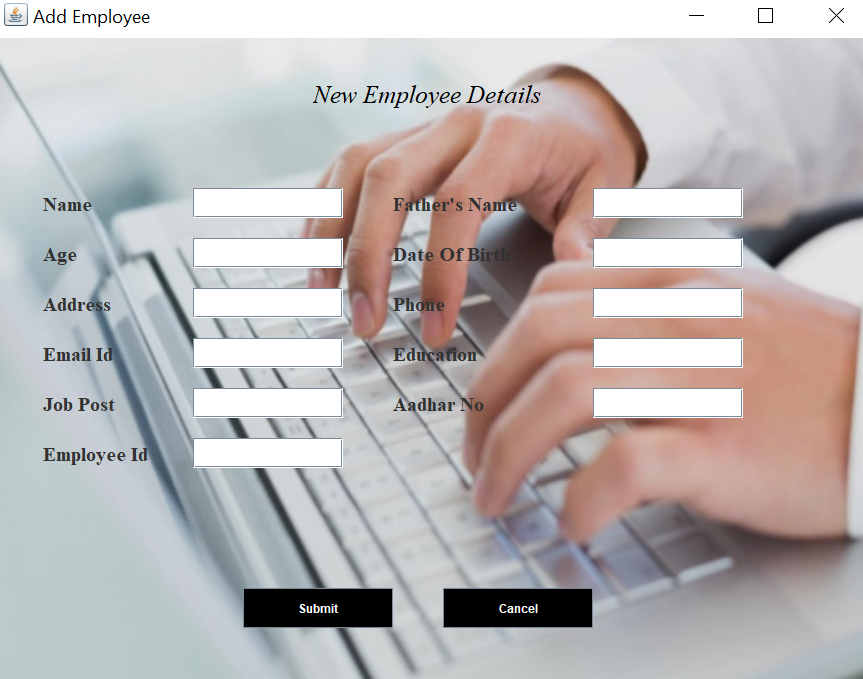 Add Employee
New Employee Details
Name
Father's Name
Age
Date Of Birth
Address
Phone
Email Id
Education
Job Post
Aadhar No
Employee Id
Submit
Cancel